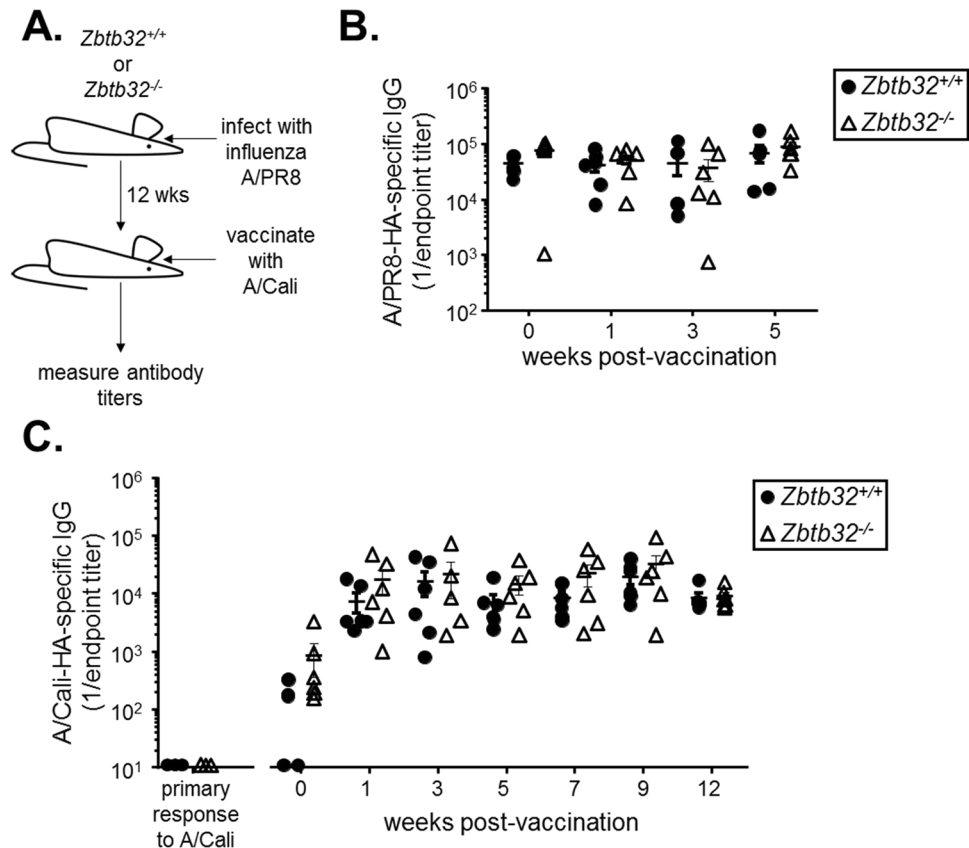 A.
Zbtb32+/+
or
Zbtb32-/-
infect with
influenza
A/PR8
12 wks
vaccinate
with
A/Cali
measure antibody
titers
B.
A/PR8-HA-specific IgG
(1/endpoint titer)
10^6
10^5
10^4
10^3
10^2
0 1 3 5
weeks post-vaccination
Zbtb32+/+
Zbtb32-/-
C.
A/Cali-HA-specific IgG
(1/endpoint titer)
10^6
10^5
10^4
10^3
10^2
10^1
primary
response
to A/Cali
0 1 3 5 7 9 12
weeks post-vaccination
Zbtb32+/+
Zbtb32-/-